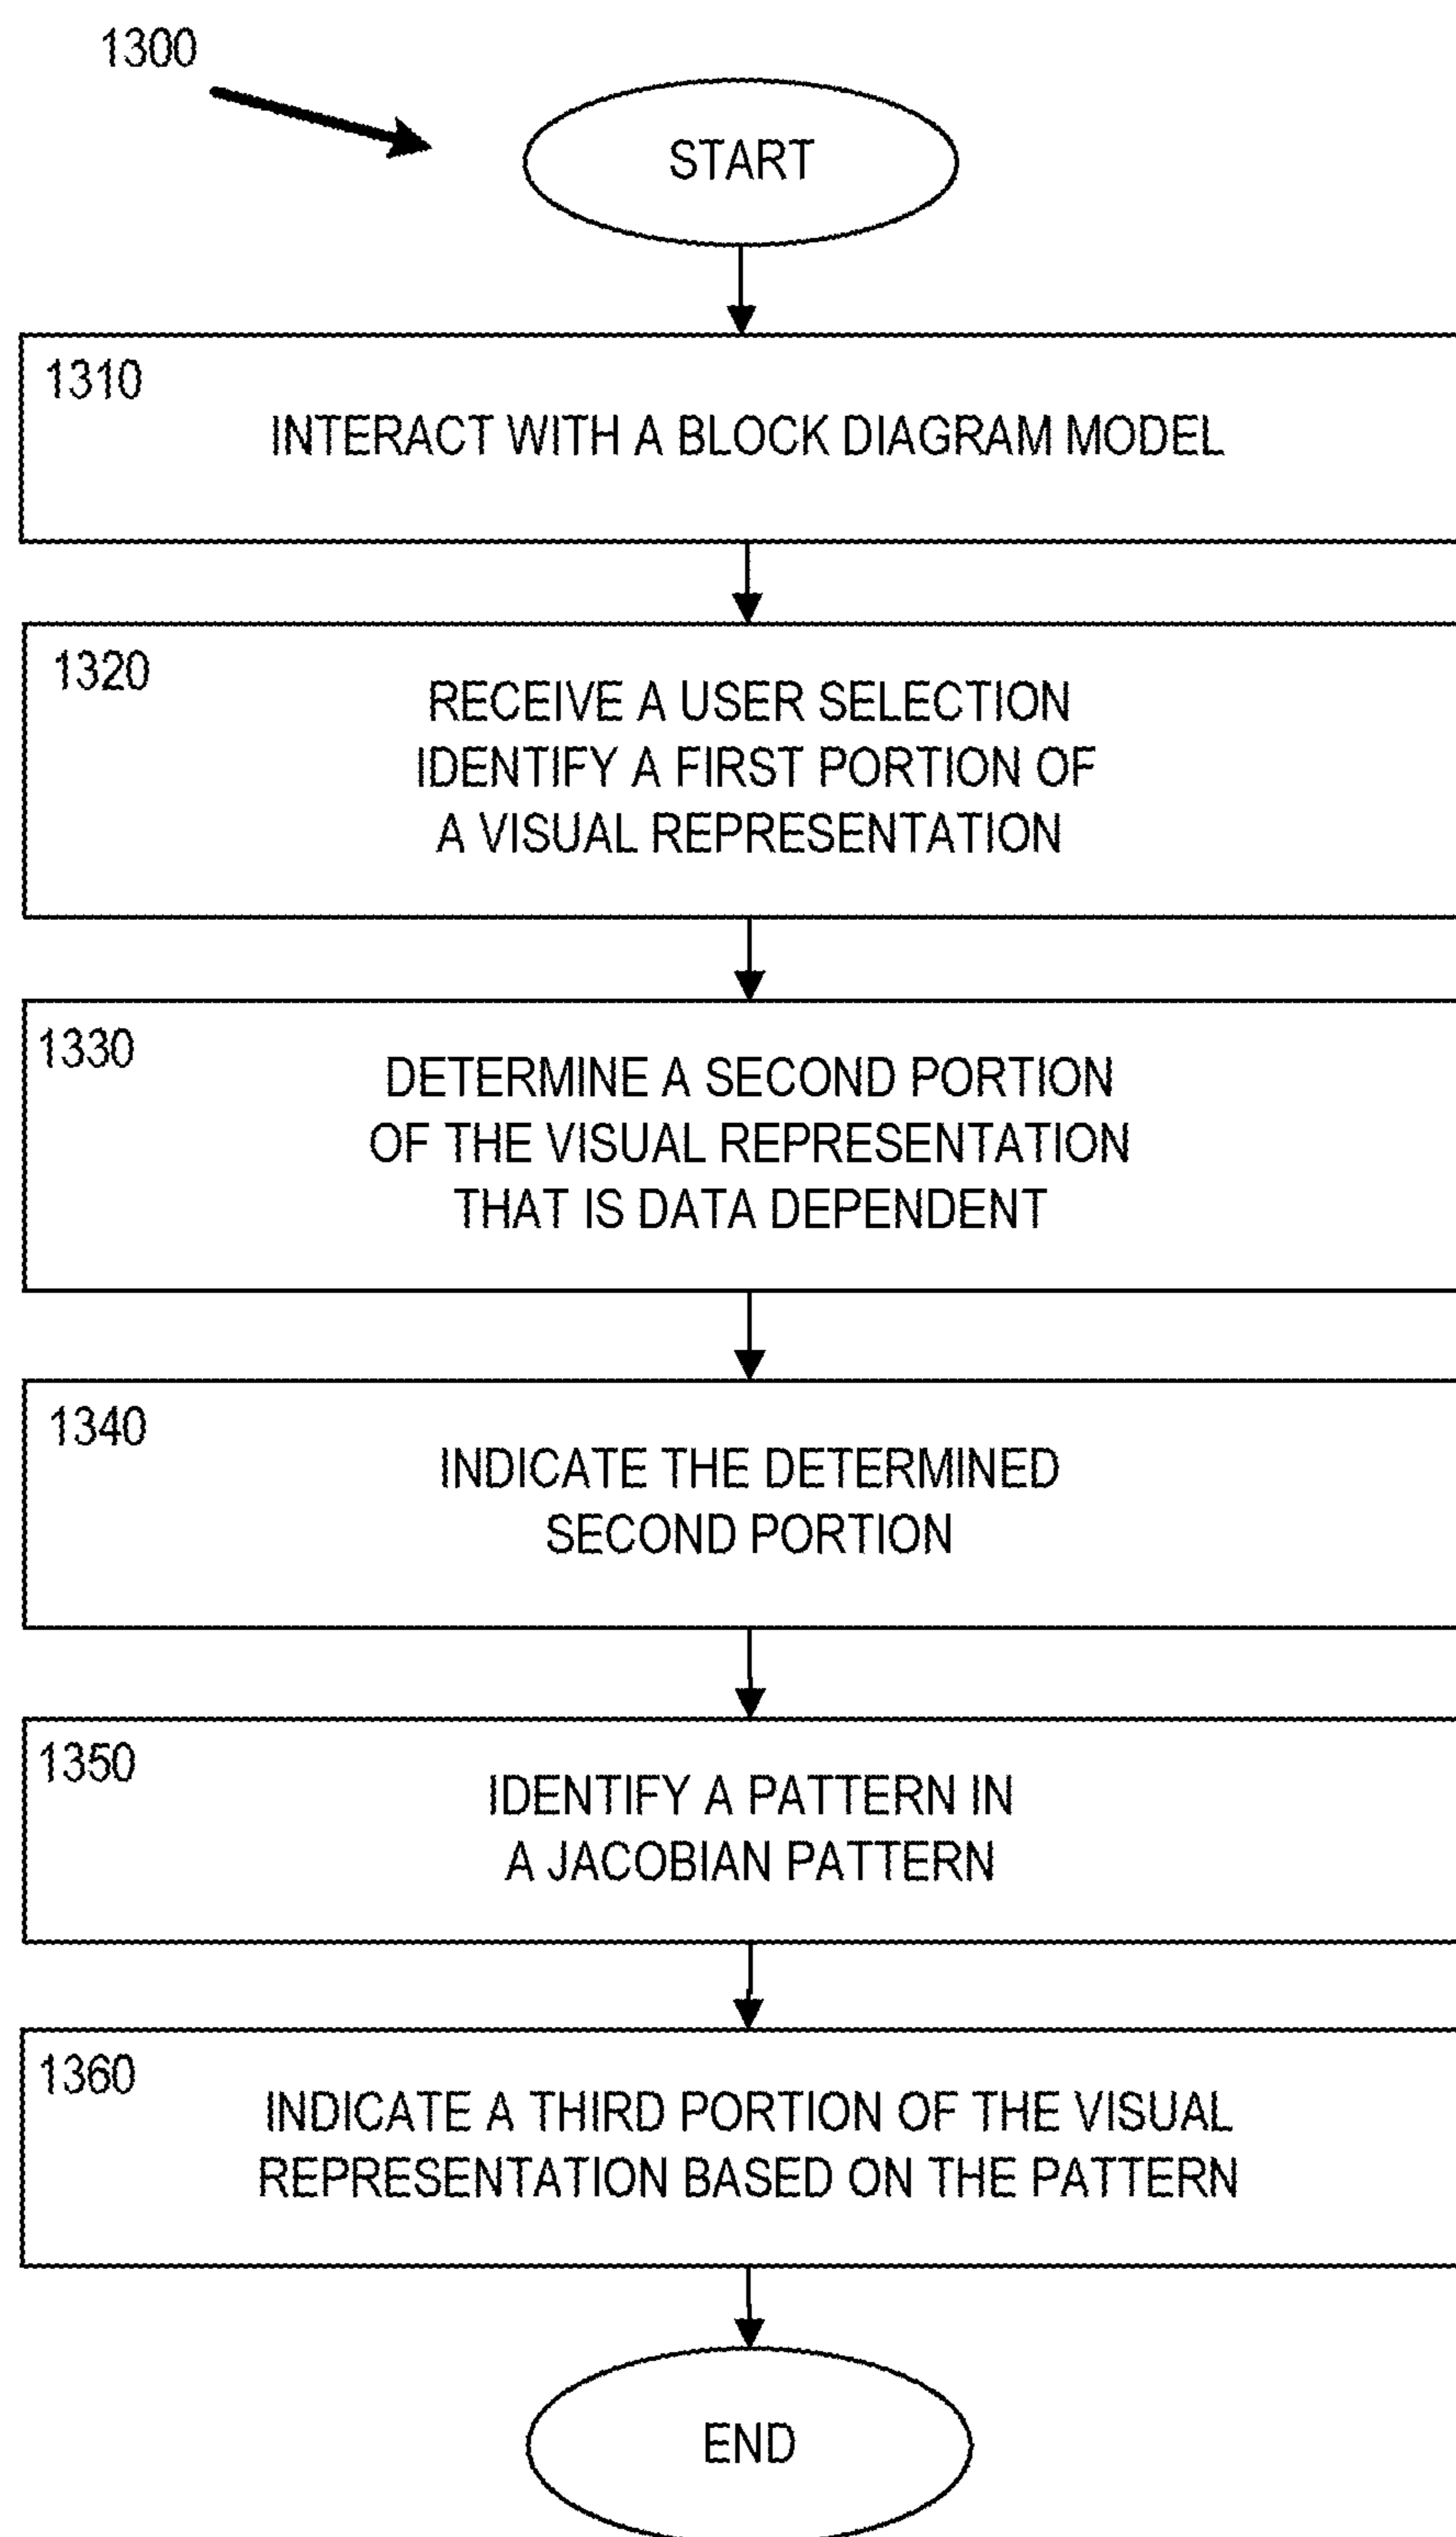 1300
START
1310
INTERACT WITH A BLOCK DIAGRAM MODEL
1320
RECEIVE A USER SELECTION
IDENTIFY A FIRST PORTION OF
A VISUAL REPRESENTATION
1330
DETERMINE A SECOND PORTION
OF THE VISUAL REPRESENTATION
THAT IS DATA DEPENDENT
1340
INDICATE THE DETERMINED
SECOND PORTION
1350
IDENTIFY A PATTERN IN
A JACOBIAN PATTERN
1360
INDICATE A THIRD PORTION OF THE VISUAL
REPRESENTATION BASED ON THE PATTERN
END